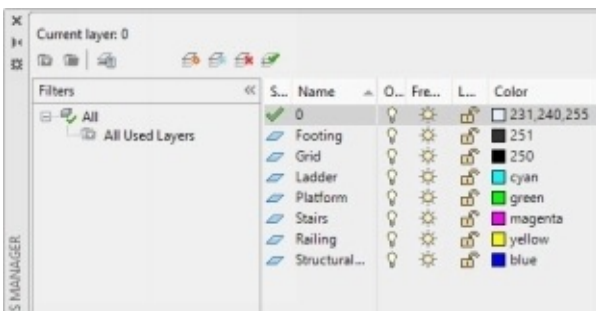 Current layer: 0
Filters
All
All Used Layers
S... Name O... Fre... L... Color
0 231,240,255
Footing 251
Grid 250
Ladder cyan
Platform green
Stairs magenta
Railing yellow
Structural... blue
S MANAGER